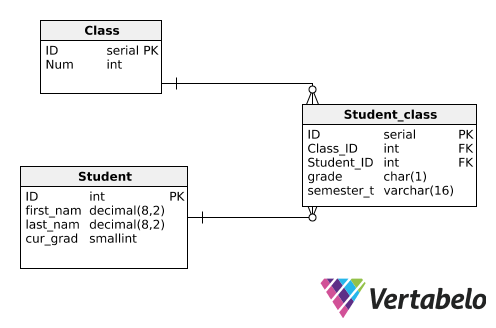 Class
ID serial PK
Num int
Student_class
ID serial PK
Class_ID int FK
Student_ID int FK
grade char(1)
semester_t varchar(16)
Student
ID int PK
first_nam decimal(8,2)
last_nam decimal(8,2)
cur_grad smallint
Vertabelo